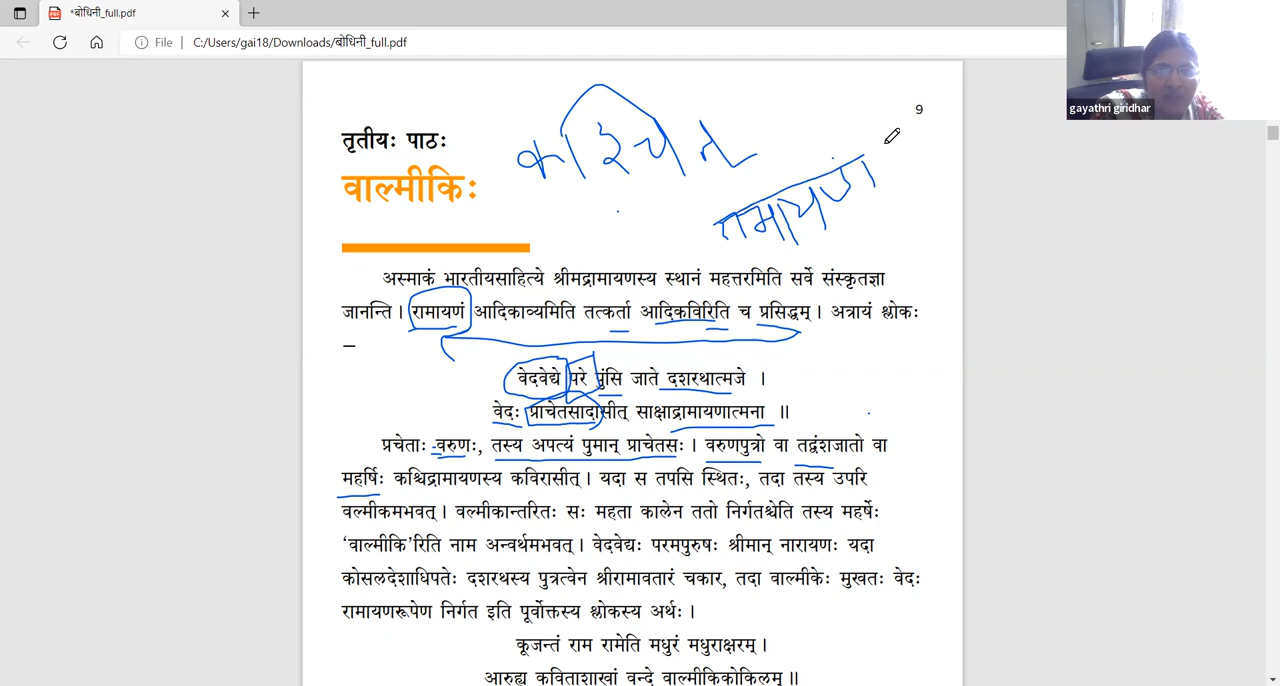 *बोधिनी_full.pdf
File C:/Users/gai18/Downloads/बोधिनी_full.pdf
gayathri giridhar
9
तृतीयः पाठः
वाल्मीकिः
कश्चित्
रामायण
अस्माकं भारतीयसाहित्ये श्रीमद्रामायणस्य स्थानं महत्तरमिति सर्वे संस्कृतज्ञा
जानन्ति । रामायणं आदिकाव्यमिति तत्कर्ता आदिकविरिति च प्रसिद्धम् । अत्रायं श्लोकः
–
वेदवेद्ये परे पुंसि जाते दशरथात्मजे ।
वेदः प्राचेतसादासीत् साक्षाद्रामायणात्मना ॥
प्रचेताः -वरुणः, तस्य अपत्यं पुमान् प्राचेतसः । वरुणपुत्रो वा तद्वंशजातो वा
महर्षिः कश्चिद्रामायणस्य कविरासीत् । यदा स तपसि स्थितः, तदा तस्य उपरि
वल्मीकमभवत् । वल्मीकान्तरितः सः महता कालेन ततो निर्गतश्चेति तस्य महर्षेः
‘वाल्मीकि’रिति नाम अन्वर्थमभवत् । वेदवेद्यः परमपुरुषः श्रीमान् नारायणः यदा
कोसलदेशाधिपतेः दशरथस्य पुत्रत्वेन श्रीरामावतारं चकार, तदा वाल्मीकेः मुखतः वेदः
रामायणरूपेण निर्गत इति पूर्वोक्तस्य श्लोकस्य अर्थः ।
कूजन्तं राम रामेति मधुरं मधुराक्षरम् ।
आरुह्य कविताशाखां वन्दे वाल्मीकिकोकिलम् ॥